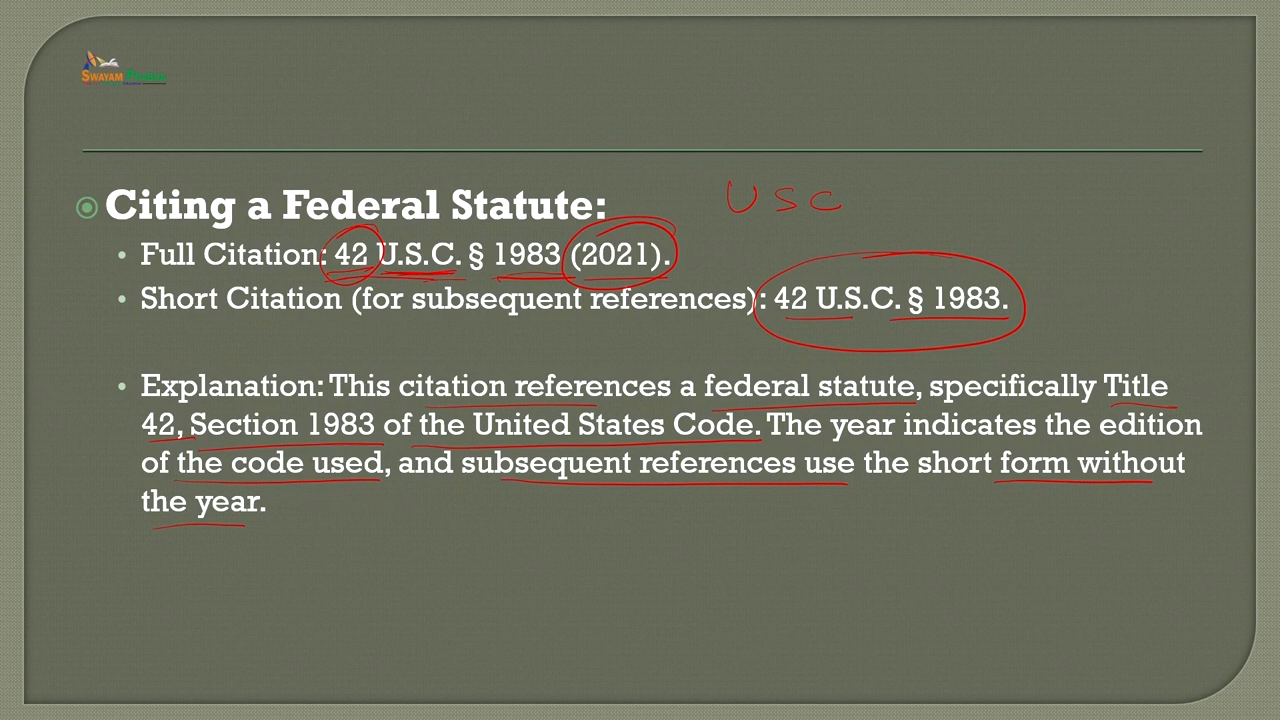 SWAYAM PRABHA
Citing a Federal Statute:
USC
Full Citation: 42 U.S.C. § 1983 (2021).
Short Citation (for subsequent references): 42 U.S.C. § 1983.
Explanation: This citation references a federal statute, specifically Title
42, Section 1983 of the United States Code. The year indicates the edition
of the code used, and subsequent references use the short form without
the year.